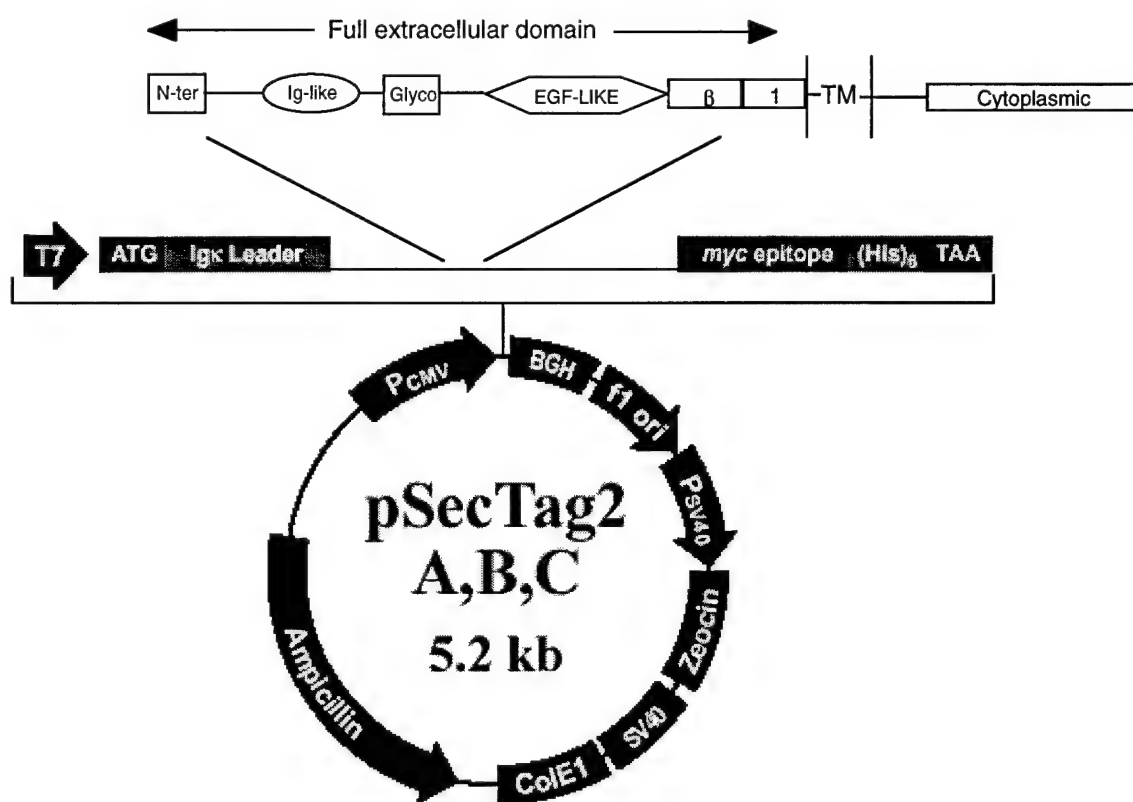 Full extracellular domain
N-ter
Ig-like
Glyco
EGF-LIKE
β
1
TM
Cytoplasmic
T7
ATG
Igκ Leader
myc epitope
(His)6
TAA
PCMV
BGH
f1 ori
PSV40
Zeocin
SV40
ColE1
Ampicillin
pSecTag2
A,B,C
5.2 kb